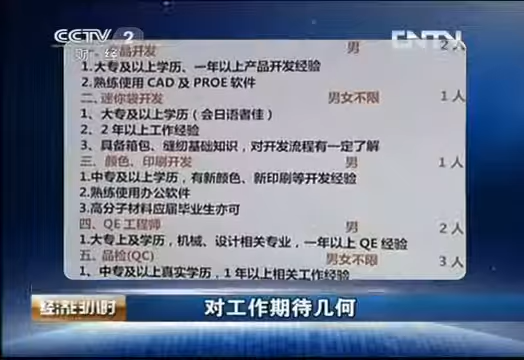 CCTV 2
财·经
CNTV
品开发 男 2人
1.大专及以上学历、一年以上产品开发经验
2.熟练使用 CAD 及 PROE 软件
二、迷你袋开发 男女不限 1人
1、大专及以上学历（会日语者佳）
2、2年以上工作经验
3、具备箱包、缝纫基础知识，对开发流程有一定了解
三、颜色、印刷开发 男 1人
1.中专及以上学历，有新颜色、新印刷等开发经验
2.熟练使用办公软件
3.高分子材料应届毕业生亦可
四、QE 工程师 男 2人
1.大专上及学历，机械、设计相关专业，一年以上 QE 经验
五、品检(QC) 男女不限 3人
1、中专及以上真实学历，1年以上相关工作经验
经济半小时
对工作期待几何